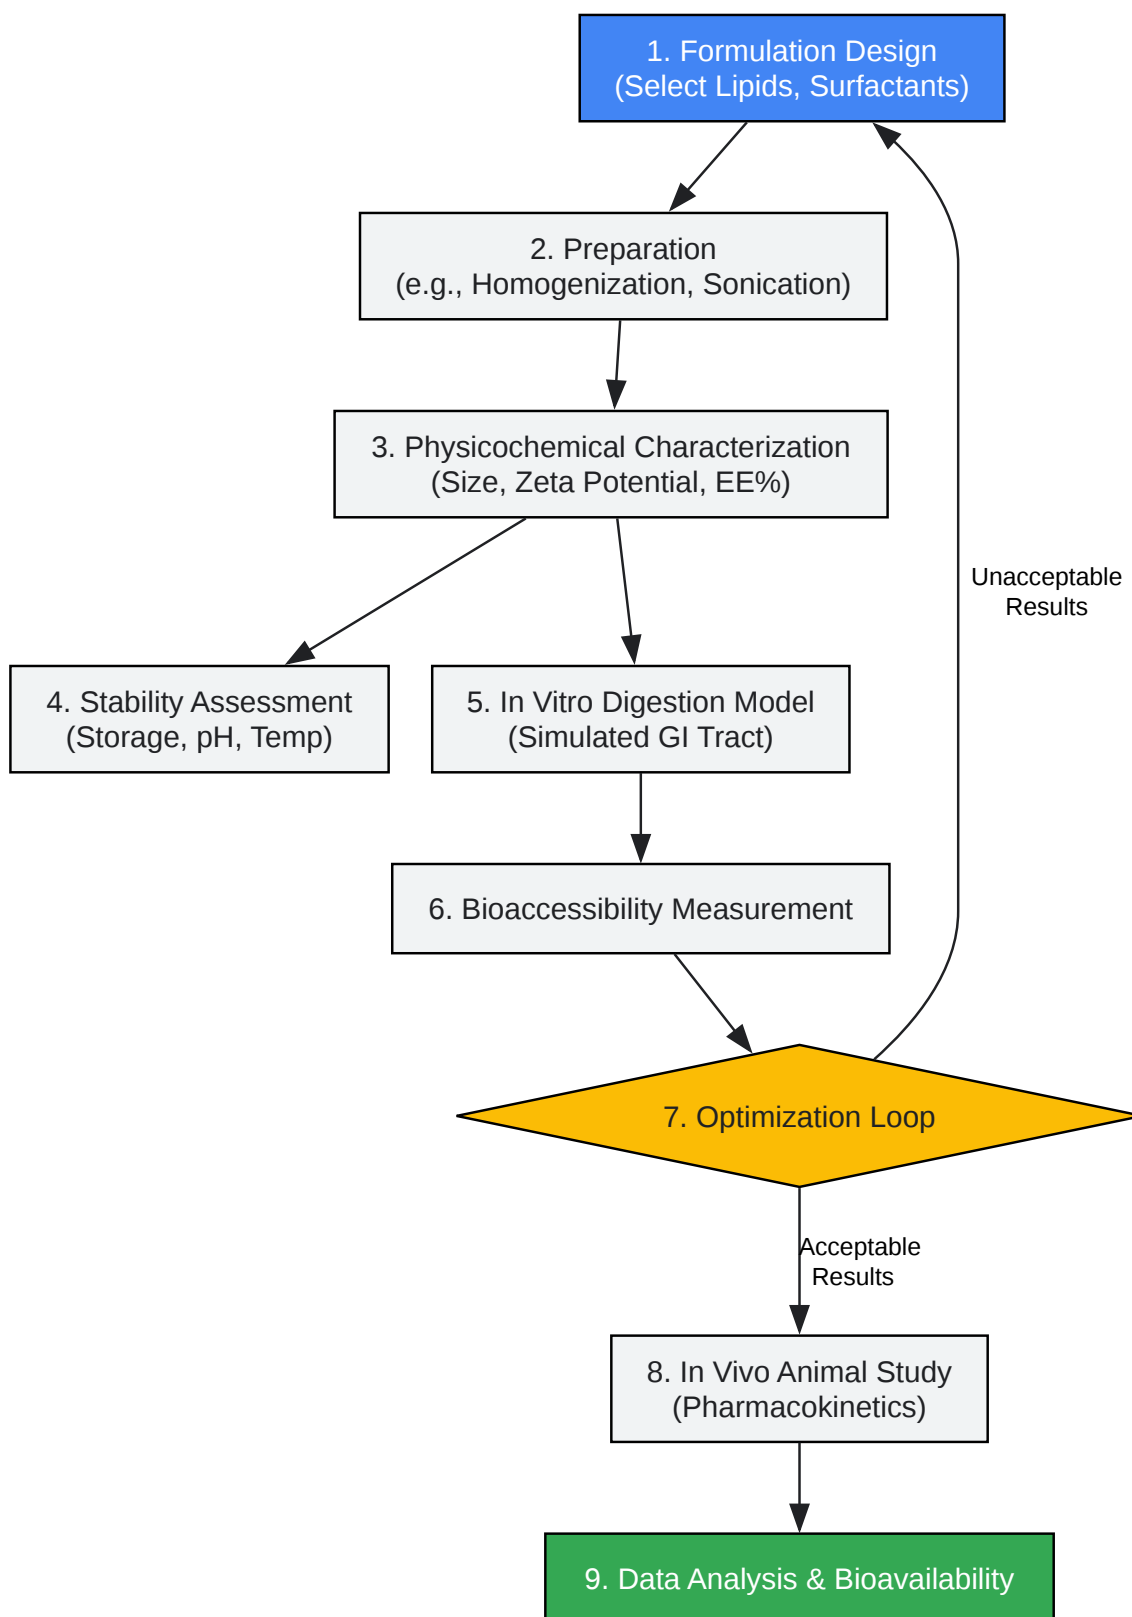 1. Formulation Design
(Select Lipids, Surfactants)
2. Preparation
(e.g., Homogenization, Sonication)
3. Physicochemical Characterization
(Size, Zeta Potential, EE%)
Unacceptable
Results
4. Stability Assessment
(Storage, pH, Temp)
5. In Vitro Digestion Model
(Simulated GI Tract)
6. Bioaccessibility Measurement
7. Optimization Loop
Acceptable
Results
8. In Vivo Animal Study
(Pharmacokinetics)
9. Data Analysis & Bioavailability